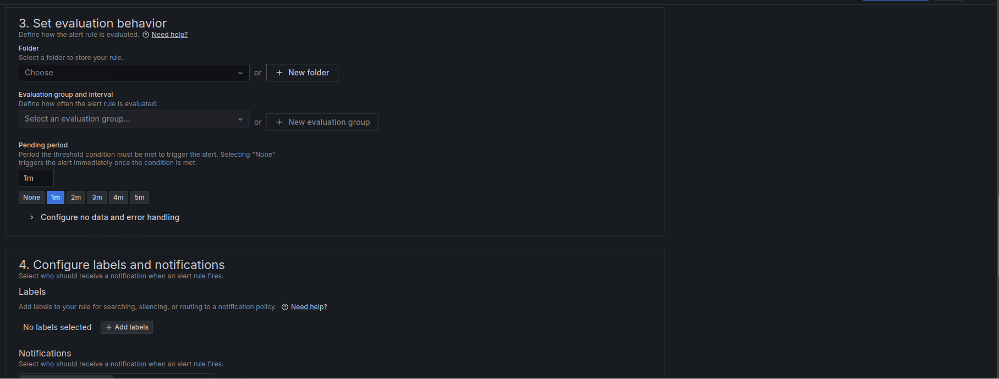 3. Set evaluation behavior
Define how the alert rule is evaluated. Need help?
Folder
Select a folder to store your rule.
Choose or + New folder
Evaluation group and interval
Define how often the alert rule is evaluated.
Select an evaluation group... or + New evaluation group
Pending period
Period the threshold condition must be met to trigger the alert. Selecting "None"
triggers the alert immediately once the condition is met.
1m
None 1m 2m 3m 4m 5m
Configure no data and error handling
4. Configure labels and notifications
Select who should receive a notification when an alert rule fires.
Labels
Add labels to your rule for searching, silencing, or routing to a notification policy. Need help?
No labels selected + Add labels
Notifications
Select who should receive a notification when an alert rule fires.